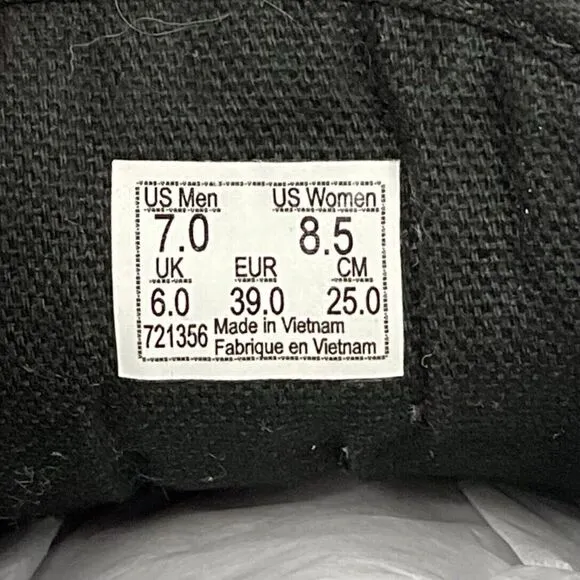 US Men US Women
7.0 8.5
UK EUR CM
6.0 39.0 25.0
721356 Made in Vietnam
Fabrique en Vietnam